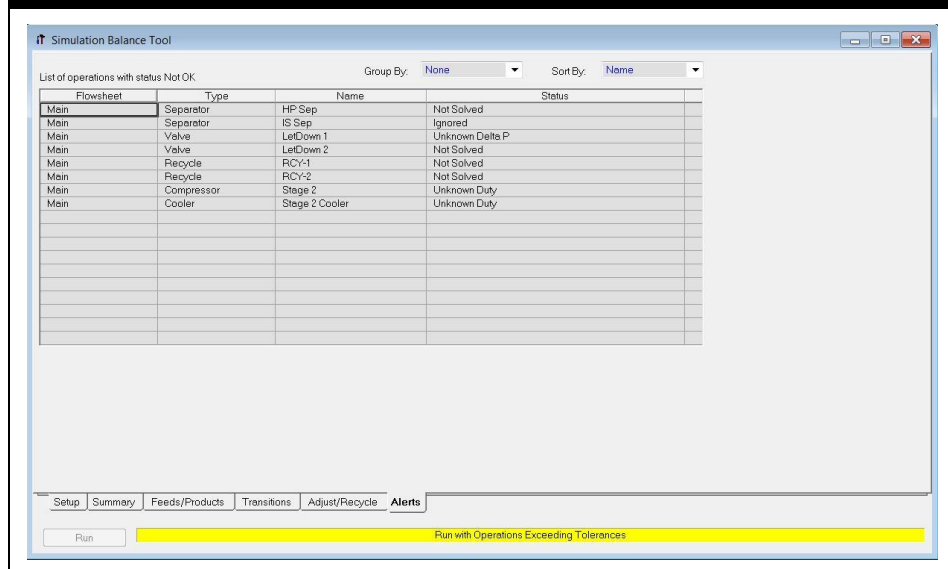 iT Simulation Balance Tool
List of operations with status Not OK Group By: None Sort By: Name
Flowsheet Type Name Status
Main Separator HP Sep Not Solved
Main Separator IS Sep Ignored
Main Valve LetDown 1 Unknown Delta P
Main Valve LetDown 2 Not Solved
Main Recycle RCY-1 Not Solved
Main Recycle RCY-2 Not Solved
Main Compressor Stage 2 Unknown Duty
Main Cooler Stage 2 Cooler Unknown Duty
Setup Summary Feeds/Products Transitions Adjust/Recycle Alerts
Run Run with Operations Exceeding Tolerances